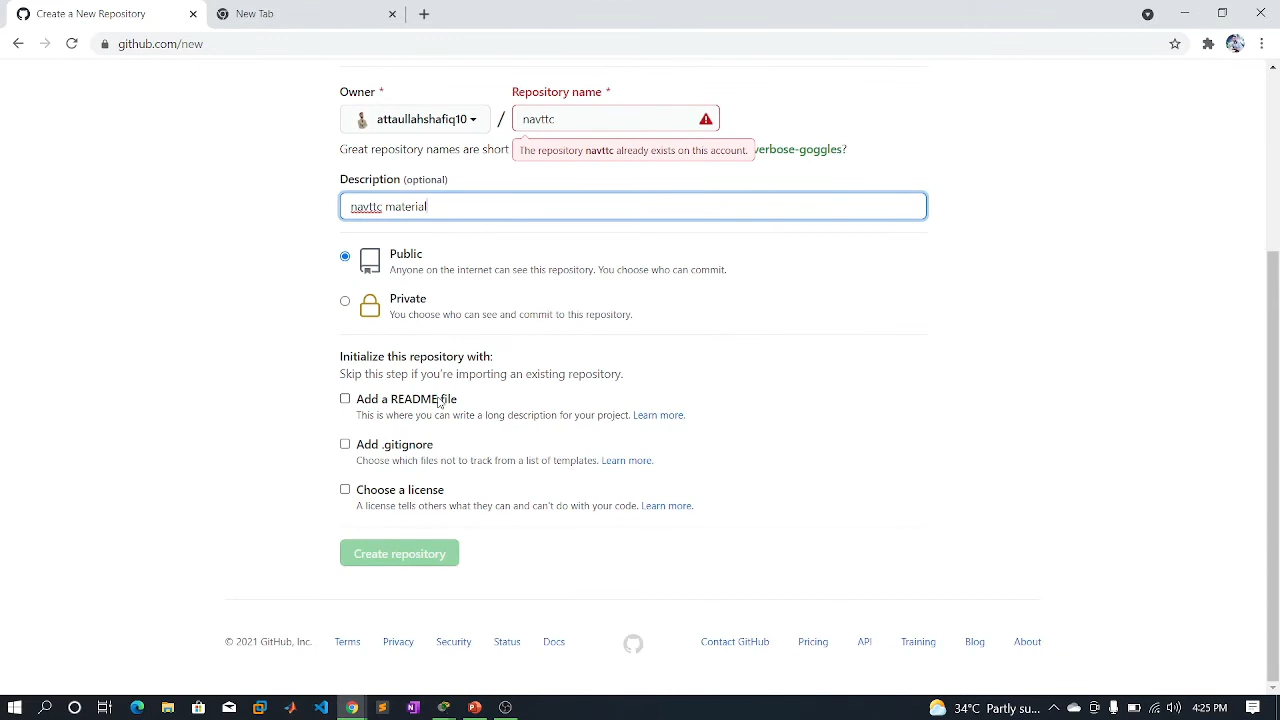 Create a New Repository
New Tab
github.com/new
Owner *
Repository name *
attaullahshafiq10
/
navttc
Great repository names are short
The repository navttc already exists on this account.
verbose-goggles?
Description (optional)
navttc material
Public
Anyone on the internet can see this repository. You choose who can commit.
Private
You choose who can see and commit to this repository.
Initialize this repository with:
Skip this step if you're importing an existing repository.
Add a README file
This is where you can write a long description for your project. Learn more.
Add .gitignore
Choose which files not to track from a list of templates. Learn more.
Choose a license
A license tells others what they can and can't do with your code. Learn more.
Create repository
© 2021 GitHub, Inc.
Terms
Privacy
Security
Status
Docs
Contact GitHub
Pricing
API
Training
Blog
About
34°C Partly su...
4:25 PM